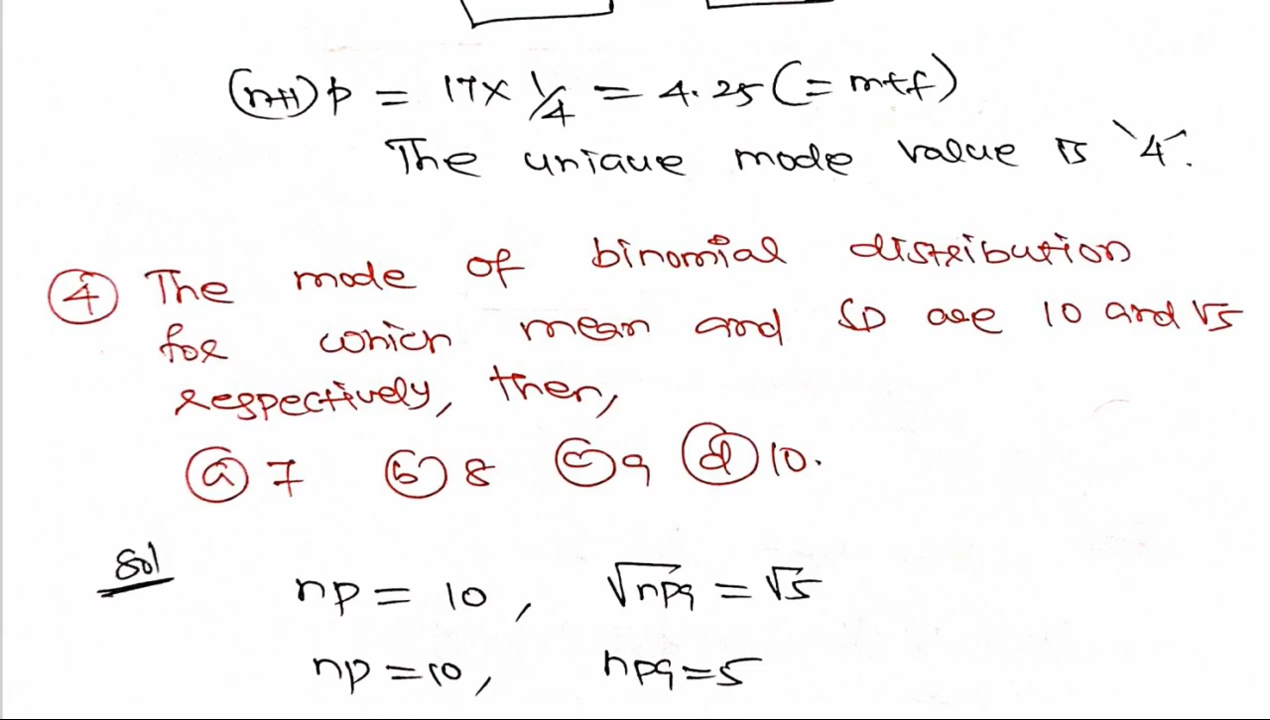 (n+1)p = 17 × 1/4 = 4.25 (= m+f)
The unique mode value is '4'.
④ The mode of binomial distribution
for which mean and SD are 10 and √5
respectively, then,
ⓐ 7 ⓑ 8 ⓒ 9 ⓓ 10.
Sol
np = 10, √npq = √5
np = 10, npq = 5